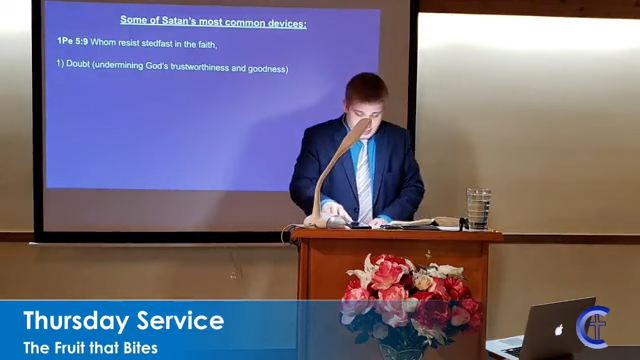 Some of Satan's most common devices:
1Pe 5:9 Whom resist stedfast in the faith,
1) Doubt (undermining God's trustworthiness and goodness)
Thursday Service
The Fruit that Bites